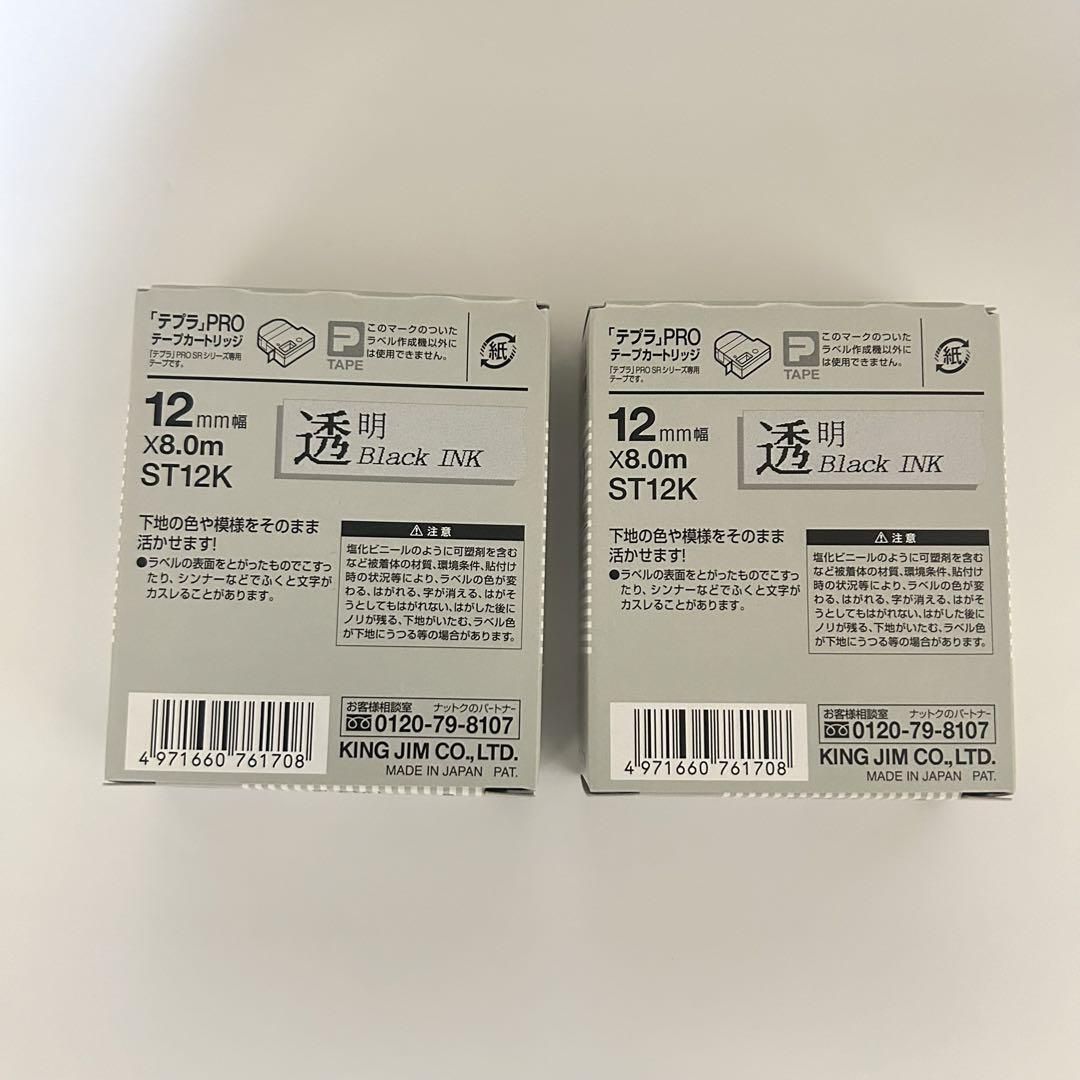 「テプラ」PRO
テープカートリッジ
「テプラ」PRO SRシリーズ専用
テープです。
P
TAPE
このマークのついた
ラベル作成機以外に
は使用できません。
紙
12mm幅
X8.0m
ST12K
透明
Black INK
下地の色や模様をそのまま
活かせます!
●ラベルの表面をとがったものでこすっ
たり、シンナーなどでふくと文字が
カスレることがあります。
⚠注意
塩化ビニールのように可塑剤を含む
など被着体の材質、環境条件、貼付け
時の状況等により、ラベルの色が変
わる、はがれる、字が消える、はがそ
うとしてもはがれない、はがした後に
ノリが残る、下地がいたむ、ラベル色
が下地にうつる等の場合があります。
4 971660 761708
お客様相談室 ナットクのパートナー
0120-79-8107
KING JIM CO.,LTD.
MADE IN JAPAN PAT.
「テプラ」PRO
テープカートリッジ
「テプラ」PRO SRシリーズ専用
テープです。
P
TAPE
このマークのついた
ラベル作成機以外に
は使用できません。
紙
12mm幅
X8.0m
ST12K
透明
Black INK
下地の色や模様をそのまま
活かせます!
●ラベルの表面をとがったものでこすっ
たり、シンナーなどでふくと文字が
カスレることがあります。
⚠注意
塩化ビニールのように可塑剤を含む
など被着体の材質、環境条件、貼付け
時の状況等により、ラベルの色が変
わる、はがれる、字が消える、はがそ
うとしてもはがれない、はがした後に
ノリが残る、下地がいたむ、ラベル色
が下地にうつる等の場合があります。
4 971660 761708
お客様相談室 ナットクのパートナー
0120-79-8107
KING JIM CO.,LTD.
MADE IN JAPAN PAT.